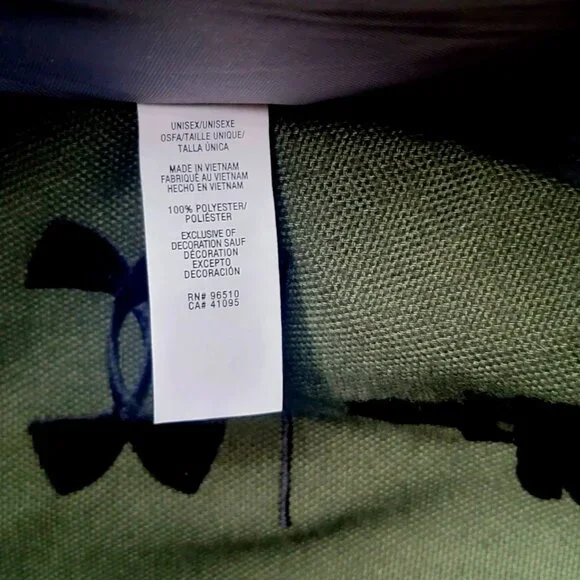 UNISEX/UNISEXE
OSFA/TAILLE UNIQUE/
TALLA ÚNICA
MADE IN VIETNAM
FABRIQUÉ AU VIETNAM
HECHO EN VIETNAM
100% POLYESTER/
POLIÉSTER
EXCLUSIVE OF
DECORATION SAUF
DÉCORATION
EXCEPTO
DECORACIÓN
RN# 96510
CA# 41095